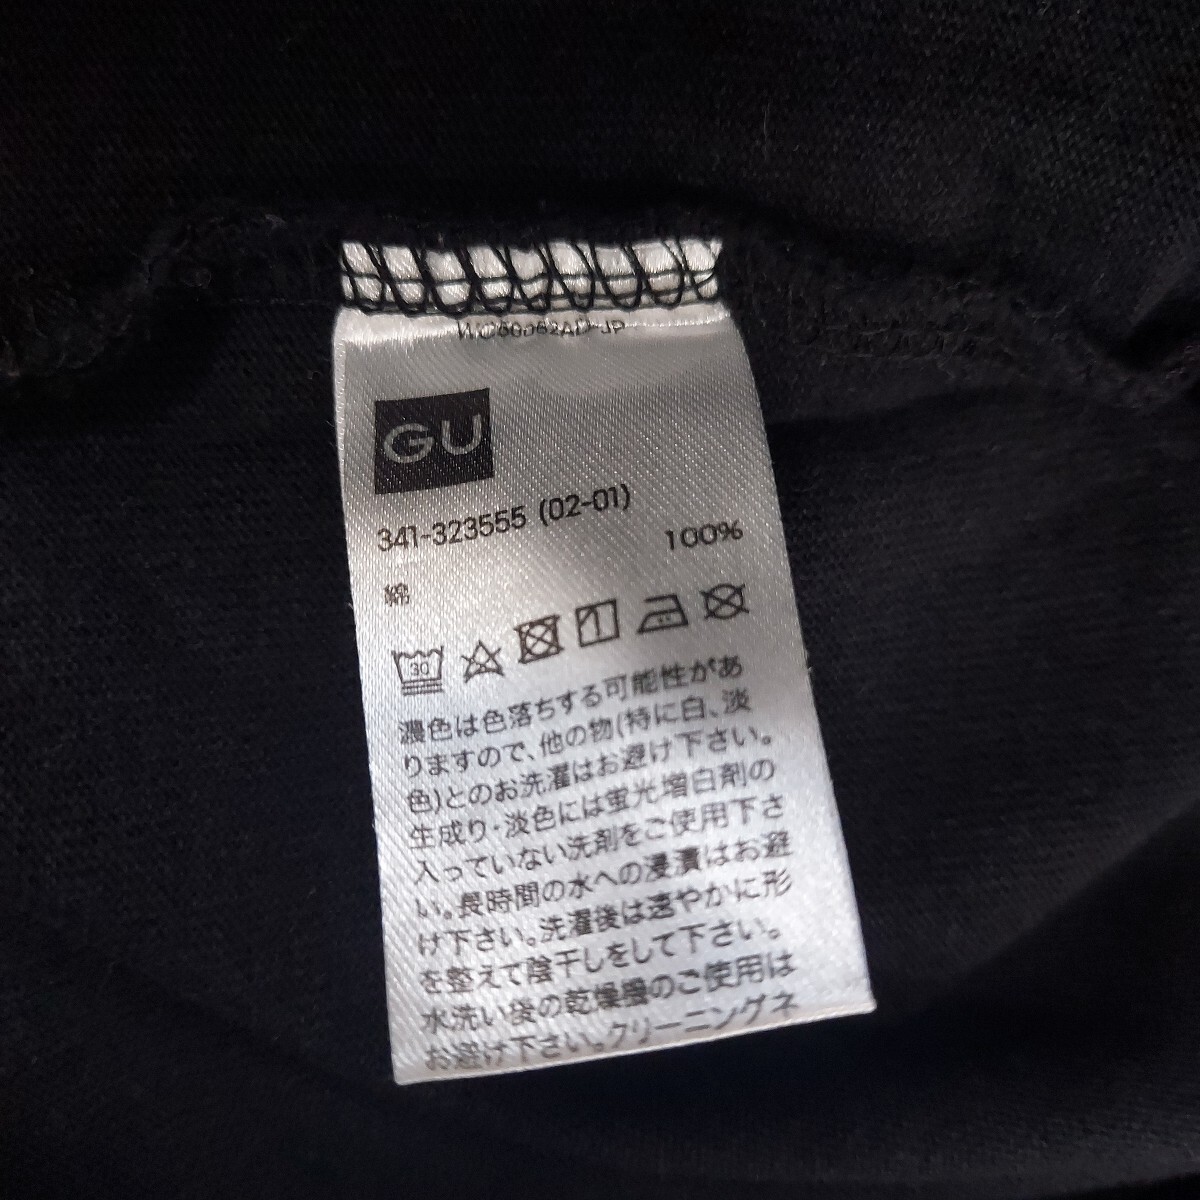 GU
341-323555 (02-01)
綿 100%
30
濃色は色落ちする可能性があ
りますので、他の物(特に白、淡
色)とのお洗濯はお避け下さい。
生成り・淡色には蛍光増白剤の
入っていない洗剤をご使用下さ
い。長時間の水への浸漬はお避
け下さい。洗濯後は速やかに形
を整えて陰干しをして下さい。
水洗い後の乾燥機のご使用は
お避け下さい。クリーニングネ